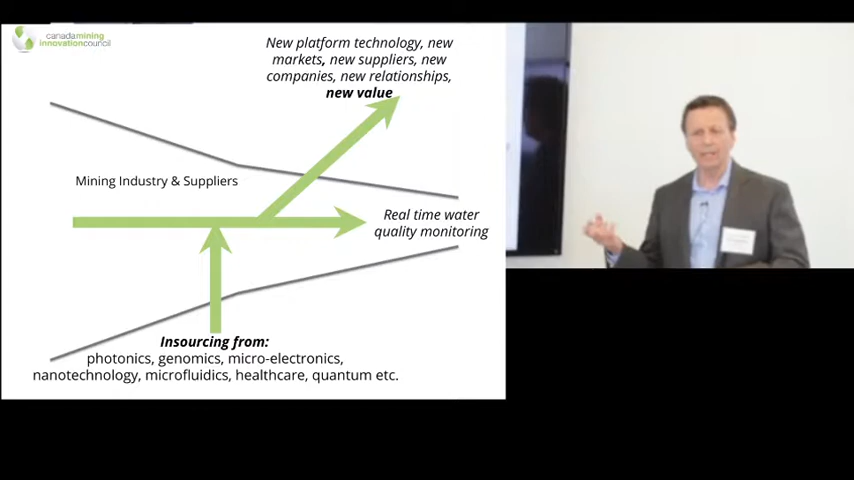 canadamining
innovationcouncil
New platform technology, new
markets, new suppliers, new
companies, new relationships,
new value
Mining Industry & Suppliers
Real time water
quality monitoring
Insourcing from:
photonics, genomics, micro-electronics,
nanotechnology, microfluidics, healthcare, quantum etc.